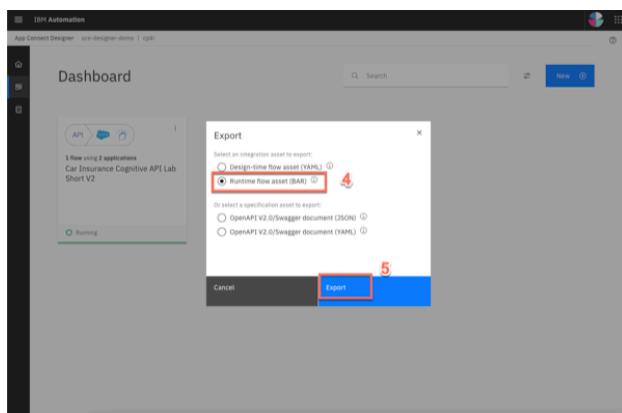 IBM Automation
App Connect Designer ace-designer-demo | cp4i
Dashboard
Search
New
API
1 flow using 2 applications
Car Insurance Cognitive API Lab
Short V2
Running
Export
Select an integration asset to export:
Design-time flow asset (YAML)
Runtime flow asset (BAR)
4
Or select a specification asset to export:
OpenAPI V2.0/Swagger document (JSON)
OpenAPI V2.0/Swagger document (YAML)
5
Cancel
Export